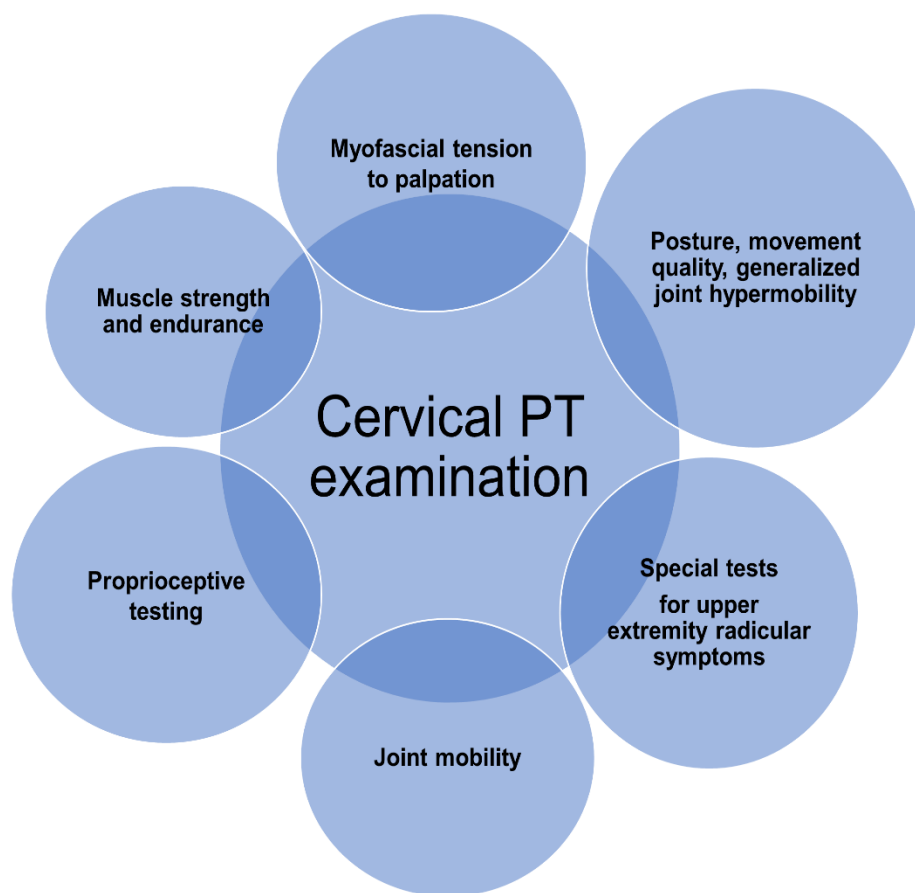 Myofascial tension
to palpation
Posture, movement
quality, generalized
joint hypermobility
Muscle strength
and endurance
Cervical PT
examination
Special tests
for upper
extremity radicular
symptoms
Proprioceptive
testing
Joint mobility